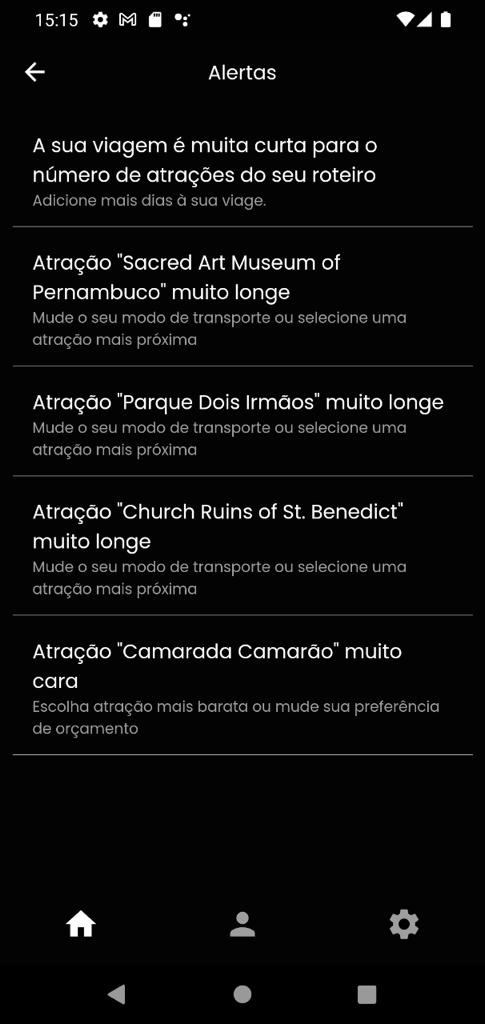 15:15
Alertas
A sua viagem é muita curta para o
número de atrações do seu roteiro
Adicione mais dias à sua viage.
Atração "Sacred Art Museum of
Pernambuco" muito longe
Mude o seu modo de transporte ou selecione uma
atração mais próxima
Atração "Parque Dois Irmãos" muito longe
Mude o seu modo de transporte ou selecione uma
atração mais próxima
Atração "Church Ruins of St. Benedict"
muito longe
Mude o seu modo de transporte ou selecione uma
atração mais próxima
Atração "Camarada Camarão" muito
cara
Escolha atração mais barata ou mude sua preferência
de orçamento